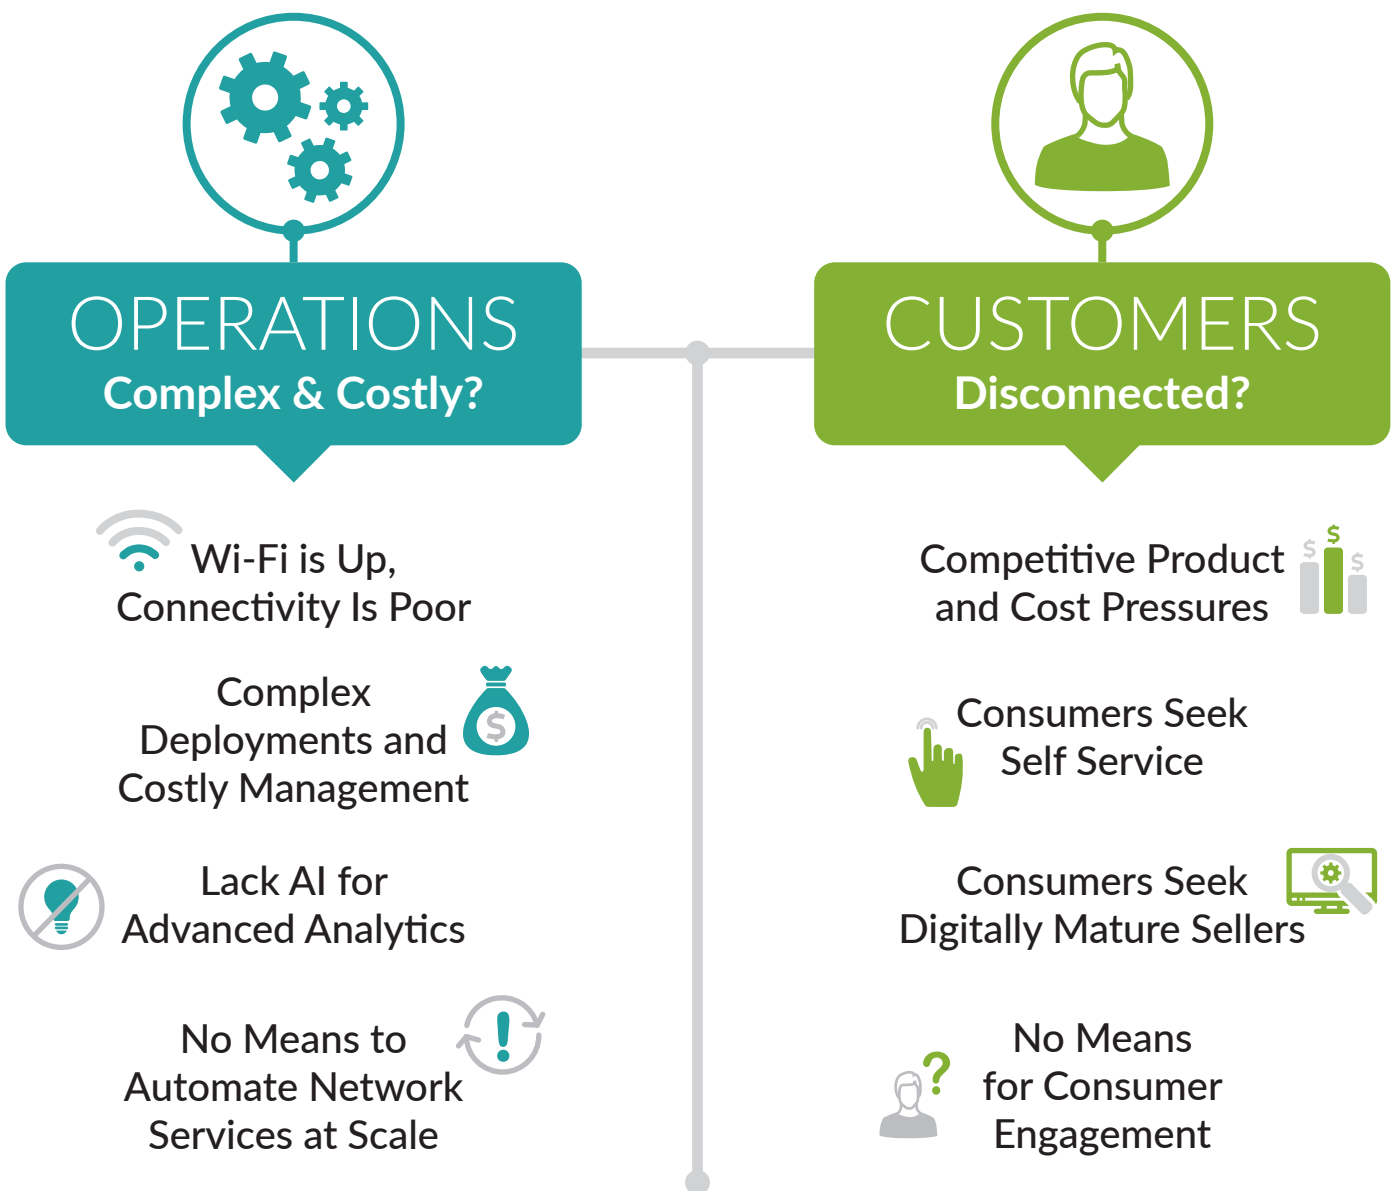 OPERATIONS
Complex & Costly?
Wi-Fi is Up,
Connectivity Is Poor
Complex
Deployments and
Costly Management
$
Lack AI for
Advanced Analytics
No Means to
Automate Network
Services at Scale
!
CUSTOMERS
Disconnected?
Competitive Product
and Cost Pressures
$ $ $
Consumers Seek
Self Service
Consumers Seek
Digitally Mature Sellers
No Means
for Consumer
Engagement
?